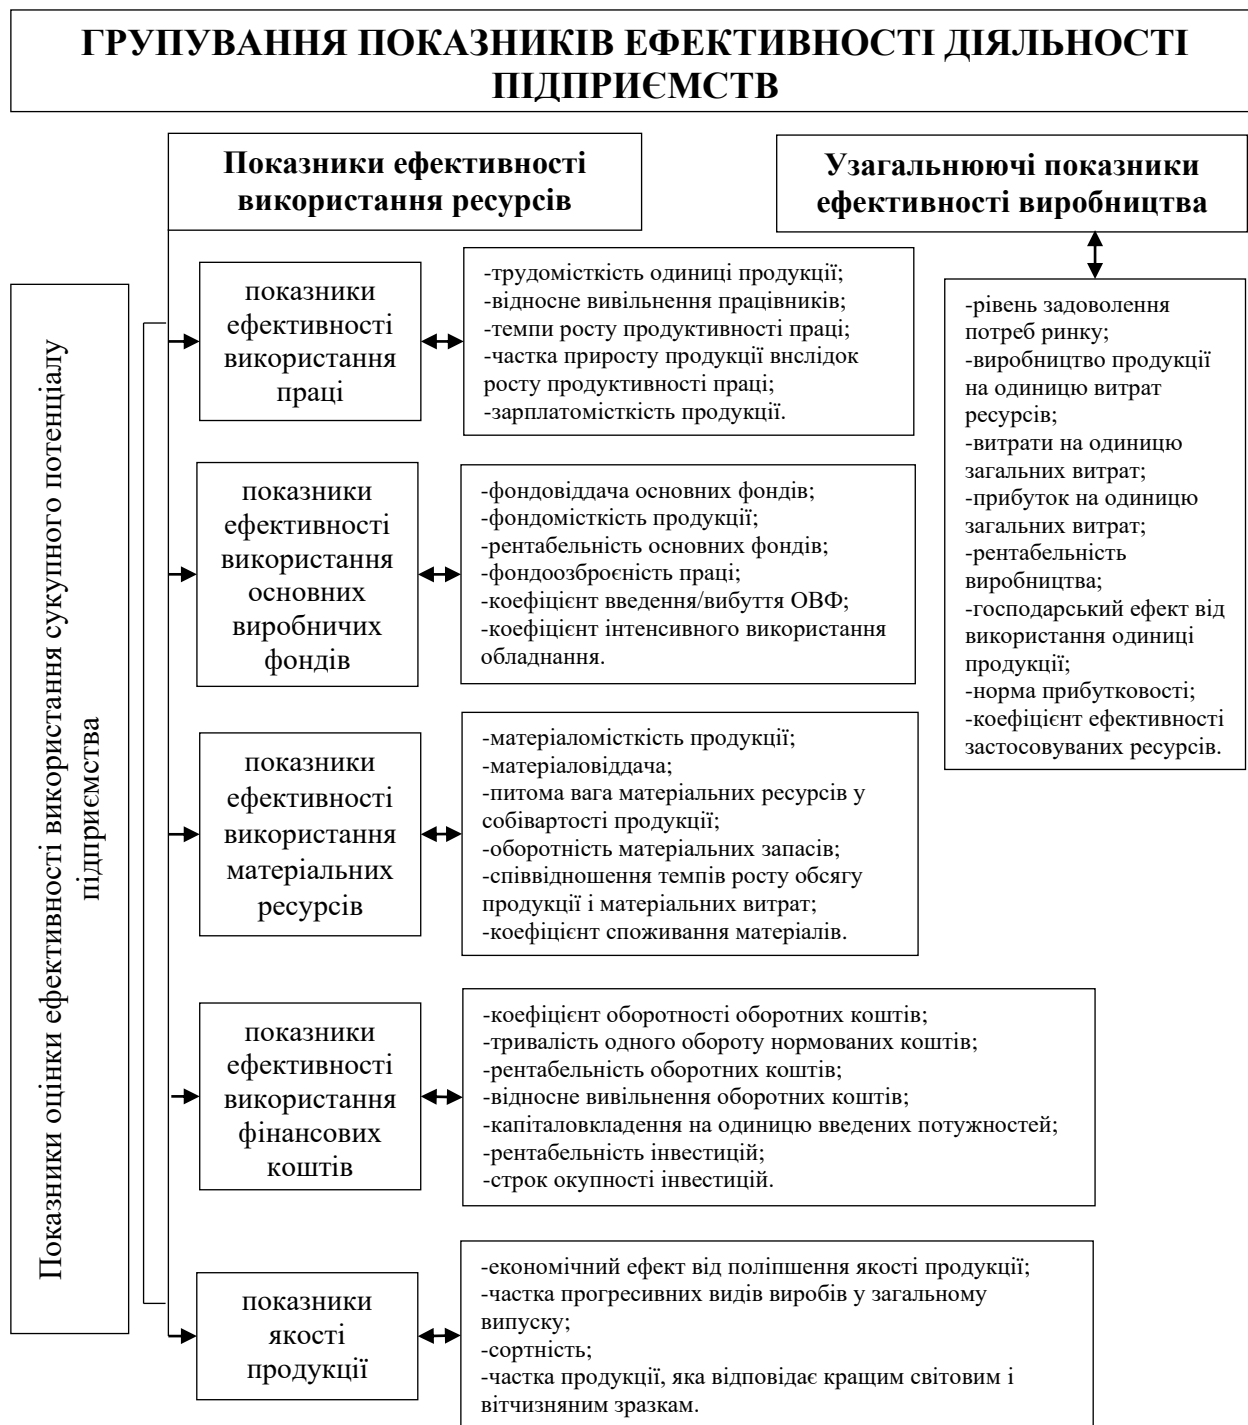 ГРУПУВАННЯ ПОКАЗНИКІВ ЕФЕКТИВНОСТІ ДІЯЛЬНОСТІ
ПІДПРИЄМСТВ
Показники ефективності
використання ресурсів
Узагальнюючі показники
ефективності виробництва
Показники оцінки ефективності використання сукупного потенціалу
підприємства
показники
ефективності
використання
праці
-трудомісткість одиниці продукції;
-відносне вивільнення працівників;
-темпи росту продуктивності праці;
-частка приросту продукції внслідок
росту продуктивності праці;
-зарплатомісткість продукції.
-рівень задоволення
потреб ринку;
-виробництво продукції
на одиницю витрат
ресурсів;
-витрати на одиницю
загальних витрат;
-прибуток на одиницю
загальних витрат;
-рентабельність
виробництва;
-господарський ефект від
використання одиниці
продукції;
-норма прибутковості;
-коефіцієнт ефективності
застосовуваних ресурсів.
показники
ефективності
використання
основних
виробничих
фондів
-фондовіддача основних фондів;
-фондомісткість продукції;
-рентабельність основних фондів;
-фондоозброєність праці;
-коефіцієнт введення/вибуття ОВФ;
-коефіцієнт інтенсивного використання
обладнання.
показники
ефективності
використання
матеріальних
ресурсів
-матеріаломісткість продукції;
-матеріаловіддача;
-питома вага матеріальних ресурсів у
собівартості продукції;
-оборотність матеріальних запасів;
-співвідношення темпів росту обсягу
продукції і матеріальних витрат;
-коефіцієнт споживання матеріалів.
показники
ефективності
використання
фінансових
коштів
-коефіцієнт оборотності оборотних коштів;
-тривалість одного обороту нормованих коштів;
-рентабельність оборотних коштів;
-відносне вивільнення оборотних коштів;
-капіталовкладення на одиницю введених потужностей;
-рентабельність інвестицій;
-строк окупності інвестицій.
показники
якості
продукції
-економічний ефект від поліпшення якості продукції;
-частка прогресивних видів виробів у загальному
випуску;
-сортність;
-частка продукції, яка відповідає кращим світовим і
вітчизняним зразкам.